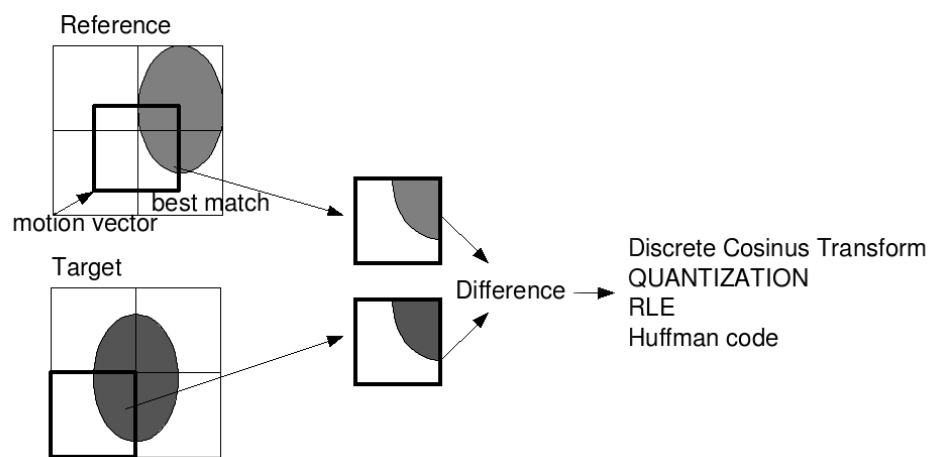 Reference
best match
motion vector
Target
Difference
Discrete Cosinus Transform
QUANTIZATION
RLE
Huffman code